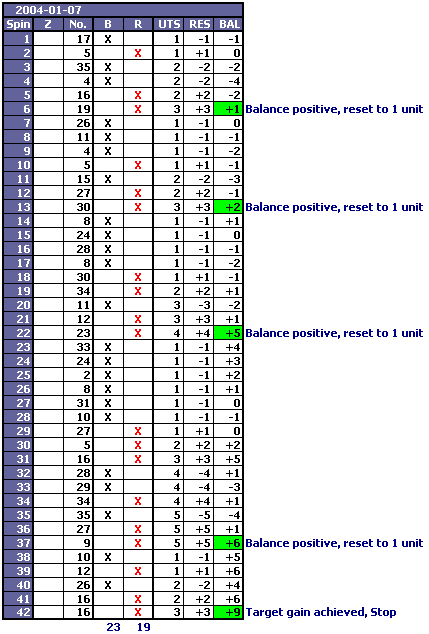 2004-01-07
Spin Z No. B R UTS RES BAL
1 17 X 1 -1 -1
2 5 X 1 +1 0
3 35 X 2 -2 -2
4 4 X 2 -2 -4
5 16 X 2 +2 -2
6 19 X 3 +3 +1 Balance positive, reset to 1 unit
7 26 X 1 -1 0
8 11 X 1 -1 -1
9 4 X 1 -1 -2
10 5 X 1 +1 -1
11 15 X 2 -2 -3
12 27 X 2 +2 -1
13 30 X 3 +3 +2 Balance positive, reset to 1 unit
14 8 X 1 -1 +1
15 24 X 1 -1 0
16 28 X 1 -1 -1
17 8 X 1 -1 -2
18 30 X 1 +1 -1
19 34 X 2 +2 +1
20 11 X 3 -3 -2
21 12 X 3 +3 +1
22 23 X 4 +4 +5 Balance positive, reset to 1 unit
23 33 X 1 -1 +4
24 24 X 1 -1 +3
25 2 X 1 -1 +2
26 8 X 1 -1 +1
27 31 X 1 -1 0
28 10 X 1 -1 -1
29 27 X 1 +1 0
30 5 X 2 +2 +2
31 16 X 3 +3 +5
32 28 X 4 -4 +1
33 29 X 4 -4 -3
34 34 X 4 +4 +1
35 35 X 5 -5 -4
36 27 X 5 +5 +1
37 9 X 5 +5 +6 Balance positive, reset to 1 unit
38 10 X 1 -1 +5
39 12 X 1 +1 +6
40 26 X 2 -2 +4
41 16 X 2 +2 +6
42 16 X 3 +3 +9 Target gain achieved, Stop
23 19